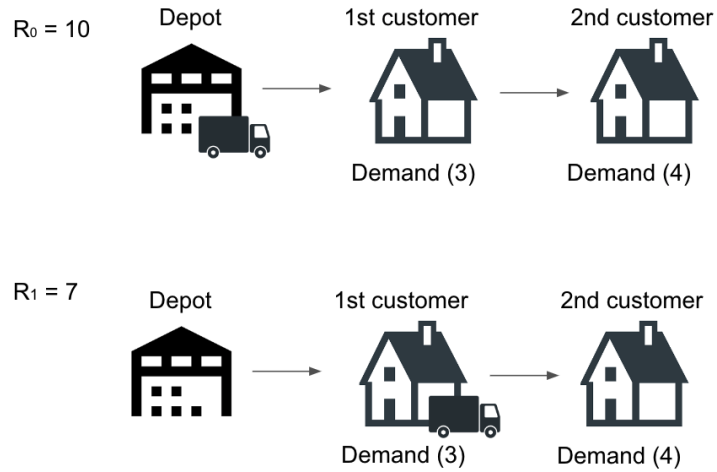 Depot 1st customer 2nd customer
R₀ = 10
Demand (3) Demand (4)
R₁ = 7
Depot 1st customer 2nd customer
Demand (3) Demand (4)